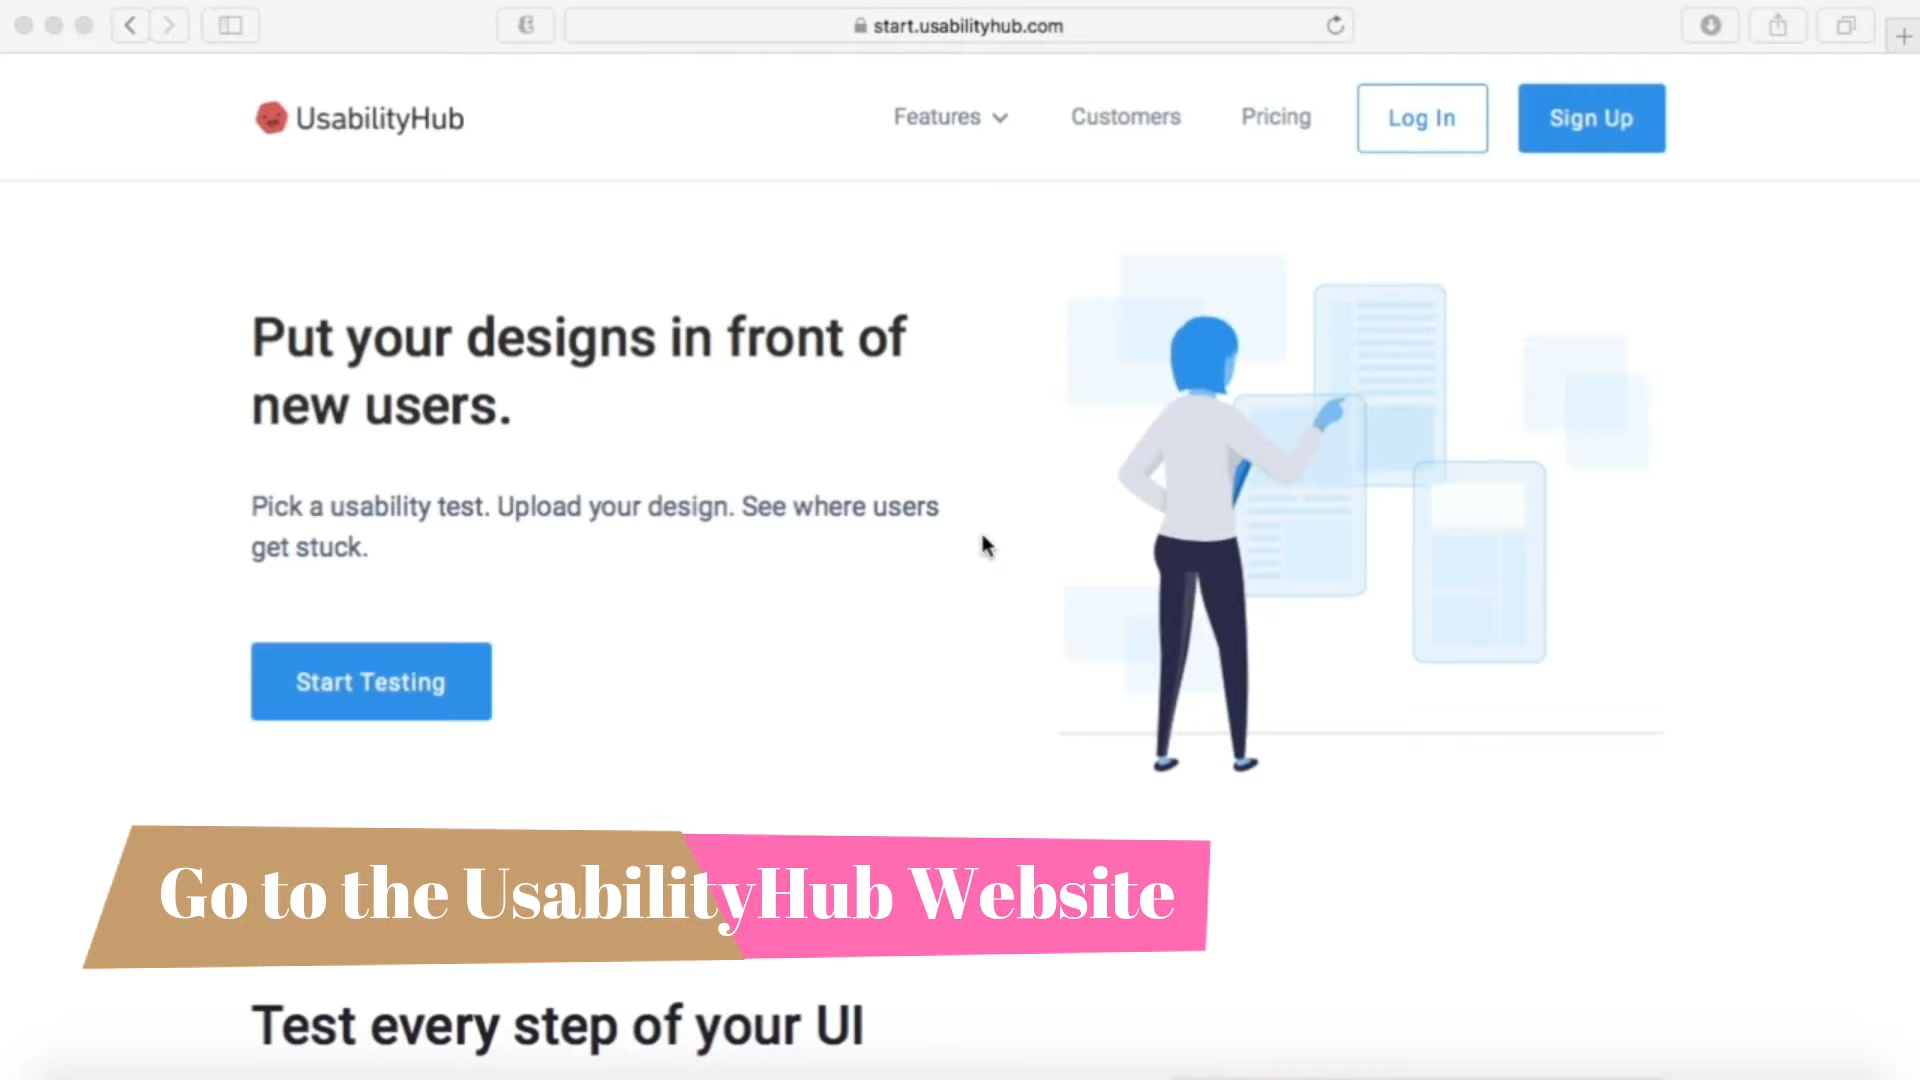 start.usabilityhub.com
UsabilityHub
Features
Customers
Pricing
Log In
Sign Up
Put your designs in front of
new users.
Pick a usability test. Upload your design. See where users
get stuck.
Start Testing
Go to the UsabilityHub Website
Test every step of your UI